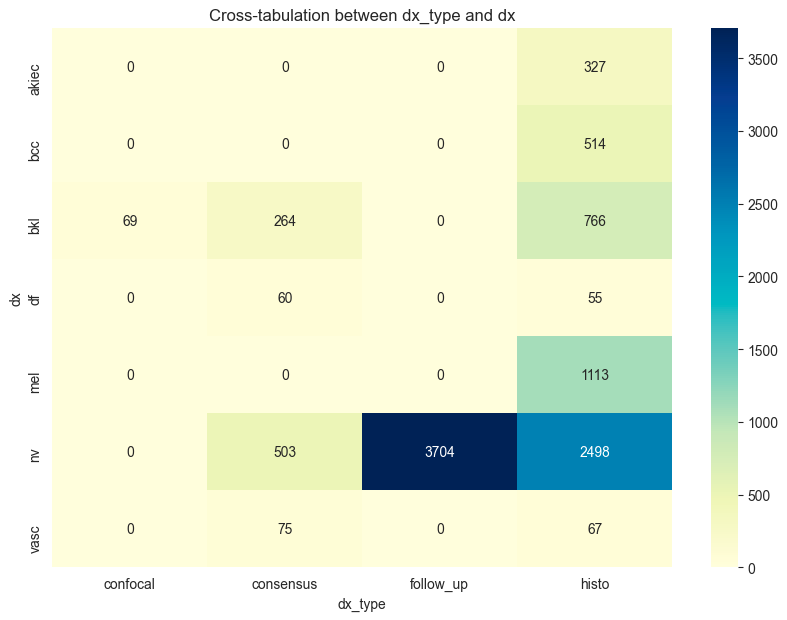 Cross-tabulation between dx_type and dx
akiec 0 0 0 327
bcc 0 0 0 514
bkl 69 264 0 766
df 0 60 0 55
mel 0 0 0 1113
nv 0 503 3704 2498
vasc 0 75 0 67
dx
confocal consensus follow_up histo
dx_type
3500
3000
2500
2000
1500
1000
500
0